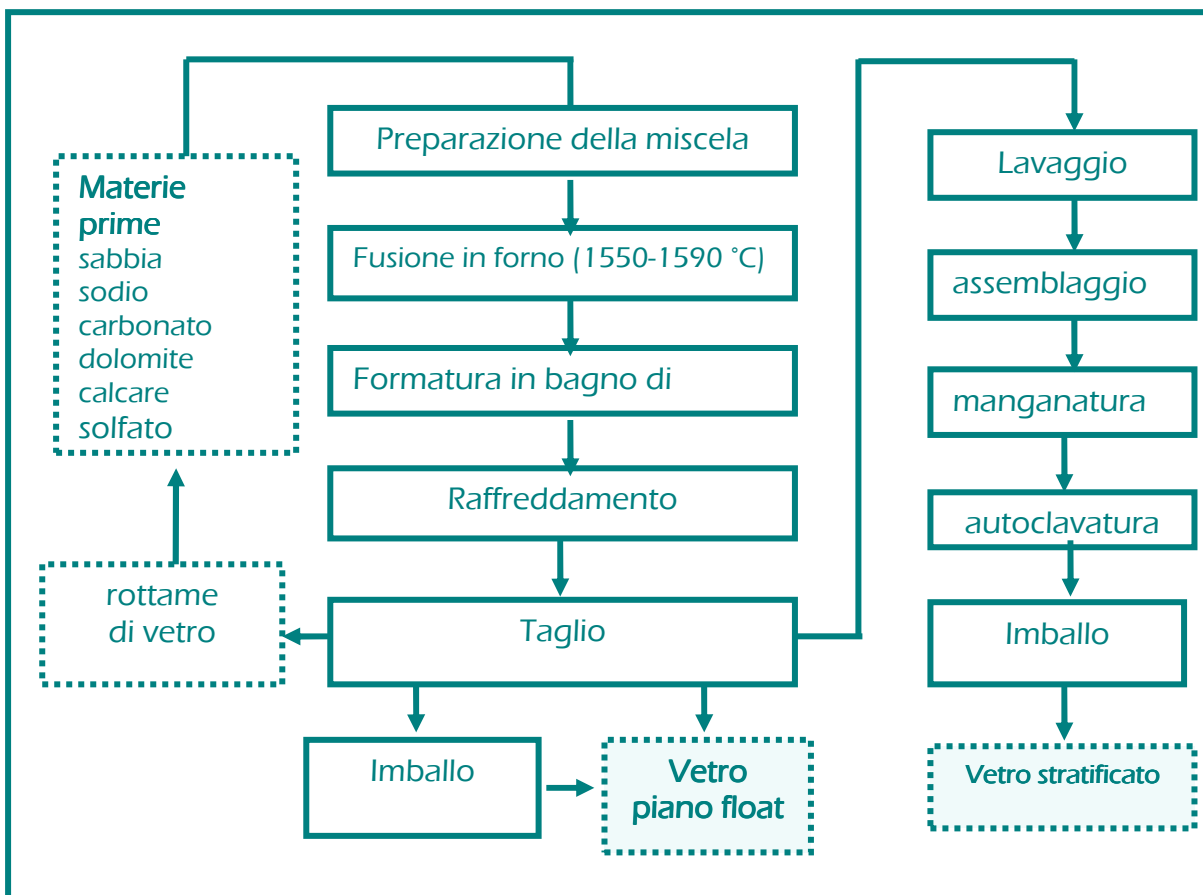 Preparazione della miscela
Materie
prime
sabbia
sodio
carbonato
dolomite
calcare
solfato
Fusione in forno (1550-1590 °C)
Formatura in bagno di
Raffreddamento
rottame
di vetro
Taglio
Imballo
Vetro
piano float
Lavaggio
assemblaggio
manganatura
autoclavatura
Imballo
Vetro stratificato